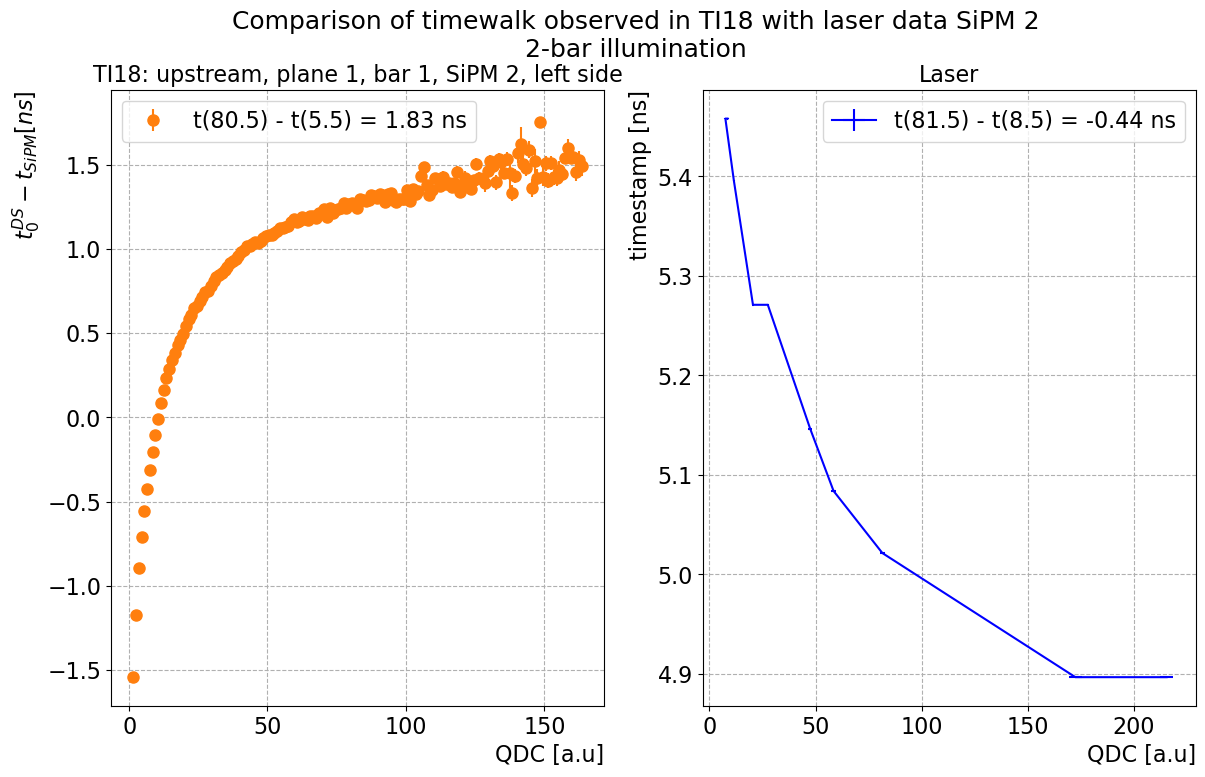 Comparison of timewalk observed in TI18 with laser data SiPM 2
2-bar illumination
TI18: upstream, plane 1, bar 1, SiPM 2, left side
t(80.5) - t(5.5) = 1.83 ns
t₀ᴰˢ − t_SiPM[ns]
1.5
1.0
0.5
0.0
−0.5
−1.0
−1.5
0
50
100
150
QDC [a.u]
Laser
t(81.5) - t(8.5) = -0.44 ns
timestamp [ns]
5.4
5.3
5.2
5.1
5.0
4.9
0
50
100
150
200
QDC [a.u]